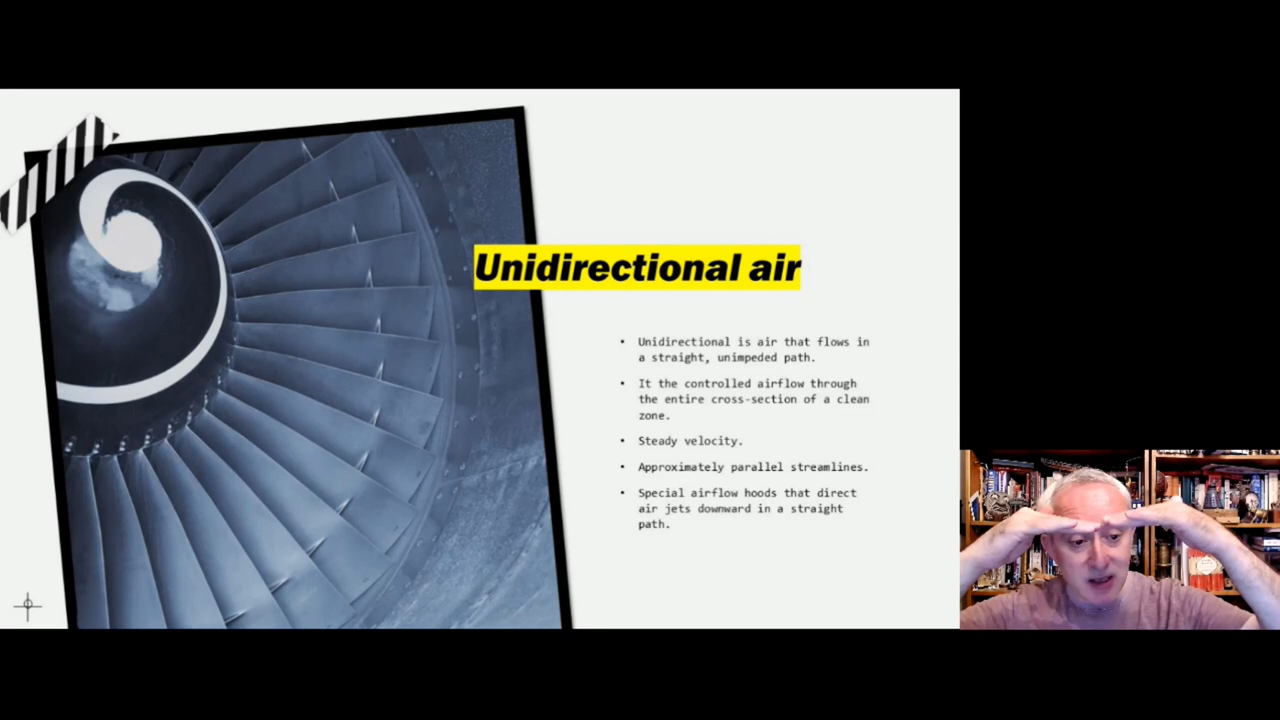 Unidirectional air
• Unidirectional is air that flows in
a straight, unimpeded path.
• It the controlled airflow through
the entire cross-section of a clean
zone.
• Steady velocity.
• Approximately parallel streamlines.
• Special airflow hoods that direct
air jets downward in a straight
path.